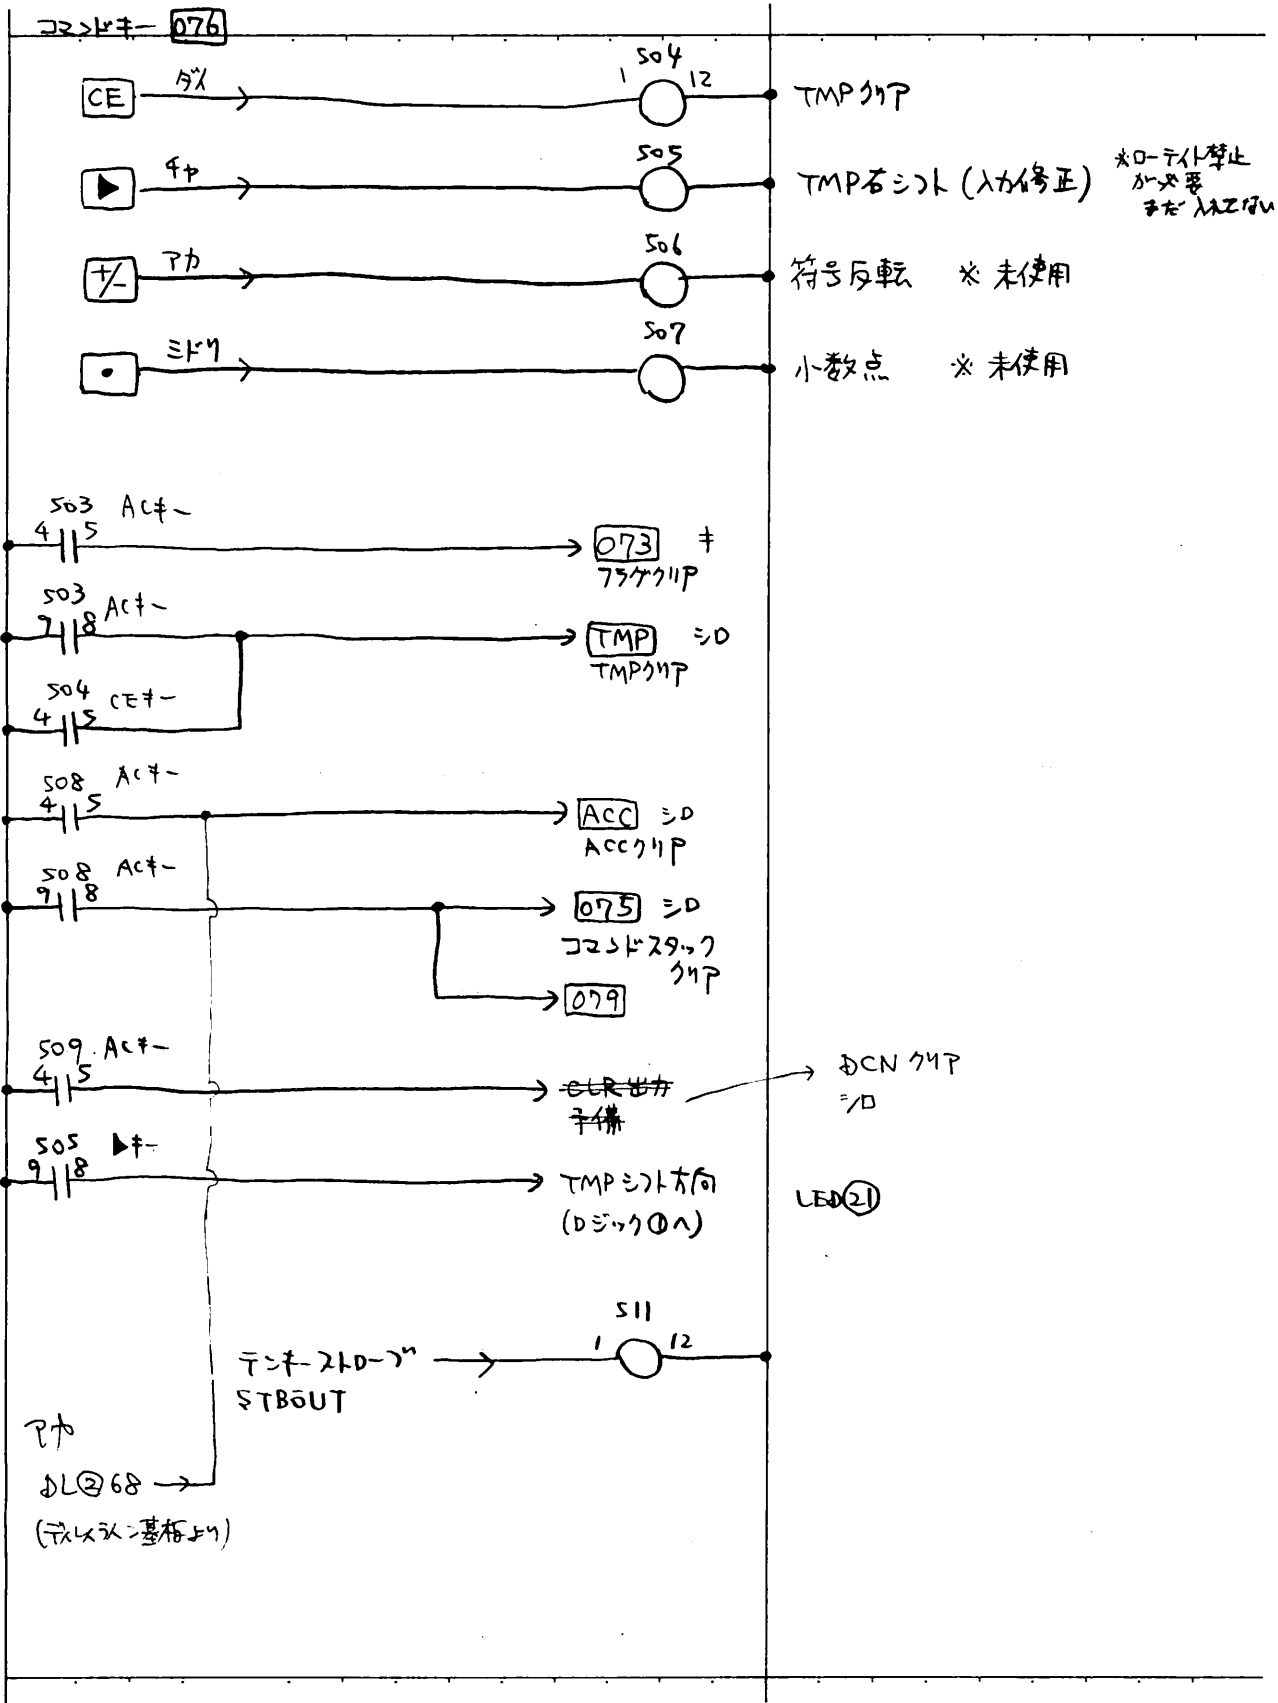 コマンドキー 076
CE ダイ 1 504 12 TMPクリア
▶ チャ 505 TMP右シフト(入力修正) ※ローテイト禁止
が必要
まだ入れてない
+/- アカ 506 符号反転 ※ 未使用
・ ミドリ 507 小数点 ※ 未使用
503 ACキー
4 5 073 キ
フラグクリア
503 ACキー
9 8 TMP シロ
TMPクリア
504 CEキー
4 5
508 ACキー
4 5 ACC シロ
ACCクリア
508 ACキー
9 8 075 シロ
コマンドスタック
クリア
079
509 ACキー
4 5 CLR出力 DCNクリア
予備 シロ
505 ▶キー
9 8 TMPシフト方向 LED㉑
(ロジック①へ)
511
テンキーストローブ 1 12
STBOUT
アカ
DL②68
(ディレイライン基板より)